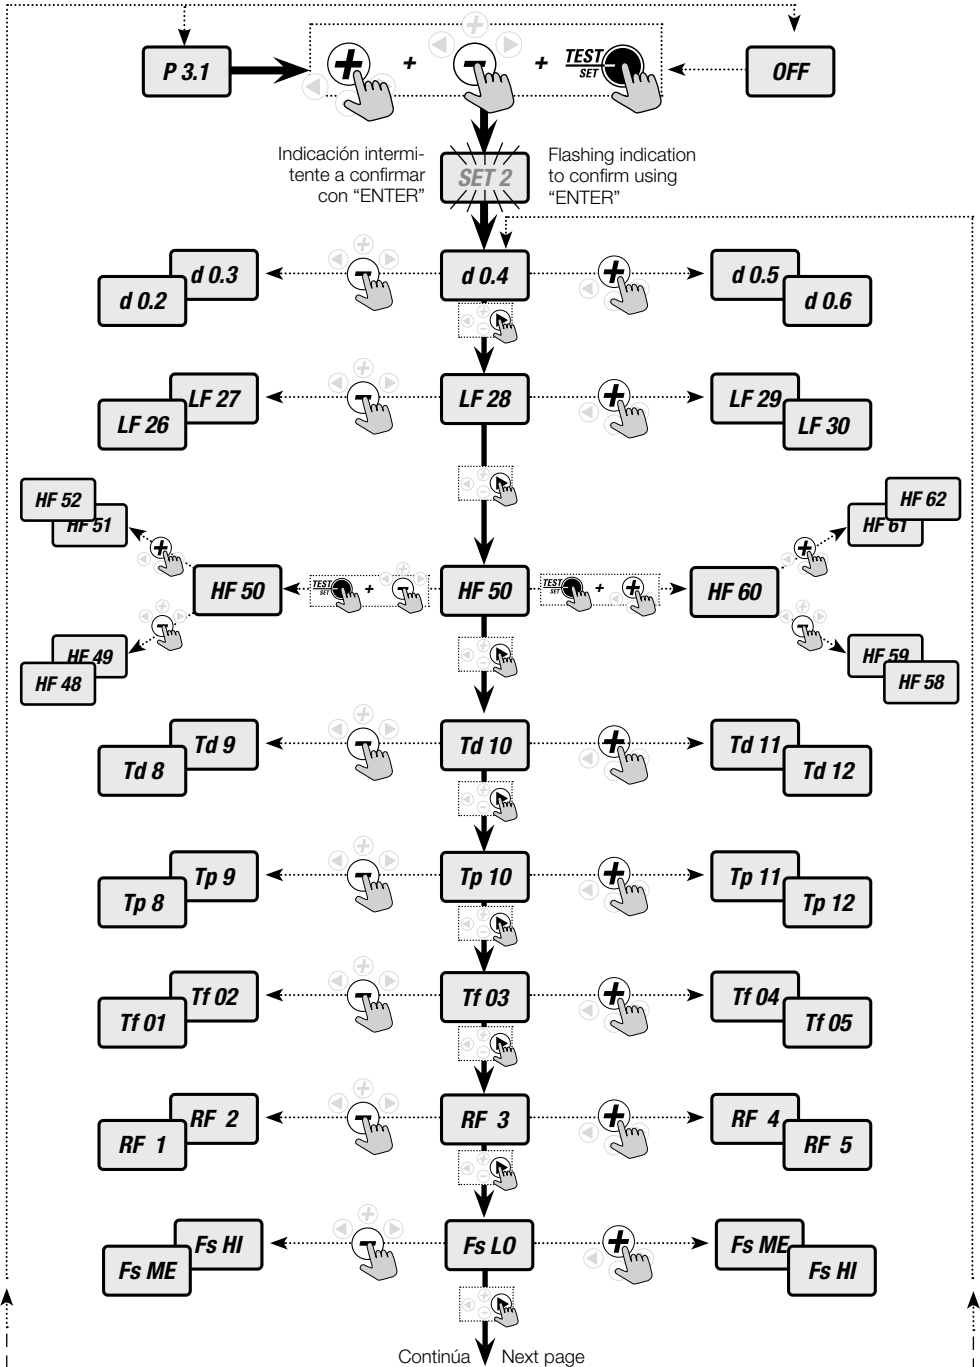 P 3.1
+
+
TEST
SET
OFF
Indicación intermi-
tente a confirmar
con “ENTER”
SET 2
Flashing indication
to confirm using
“ENTER”
d 0.3
d 0.2
d 0.4
d 0.5
d 0.6
LF 27
LF 26
LF 28
LF 29
LF 30
HF 52
HF 51
HF 62
HF 61
HF 50
TEST
SET
+
HF 50
TEST
SET
+
HF 60
HF 49
HF 48
HF 59
HF 58
Td 9
Td 8
Td 10
Td 11
Td 12
Tp 9
Tp 8
Tp 10
Tp 11
Tp 12
Tf 02
Tf 01
Tf 03
Tf 04
Tf 05
RF 2
RF 1
RF 3
RF 4
RF 5
Fs HI
Fs ME
Fs LO
Fs ME
Fs HI
Continúa
Next page